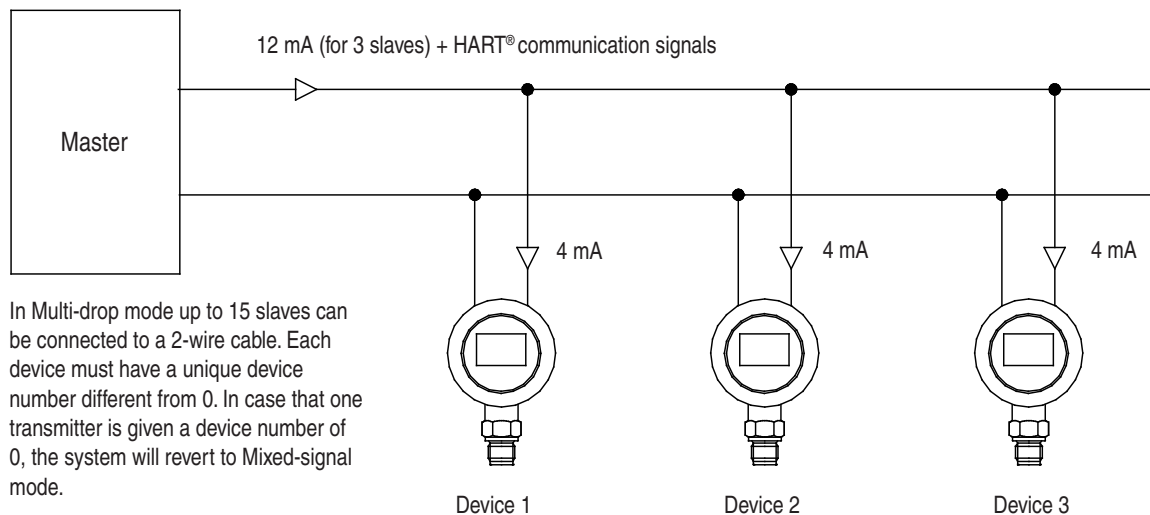 12 mA (for 3 slaves) + HART® communication signals
Master
4 mA
4 mA
4 mA
In Multi-drop mode up to 15 slaves can
be connected to a 2-wire cable. Each
device must have a unique device
number different from 0. In case that one
transmitter is given a device number of
0, the system will revert to Mixed-signal
mode.
Device 1
Device 2
Device 3